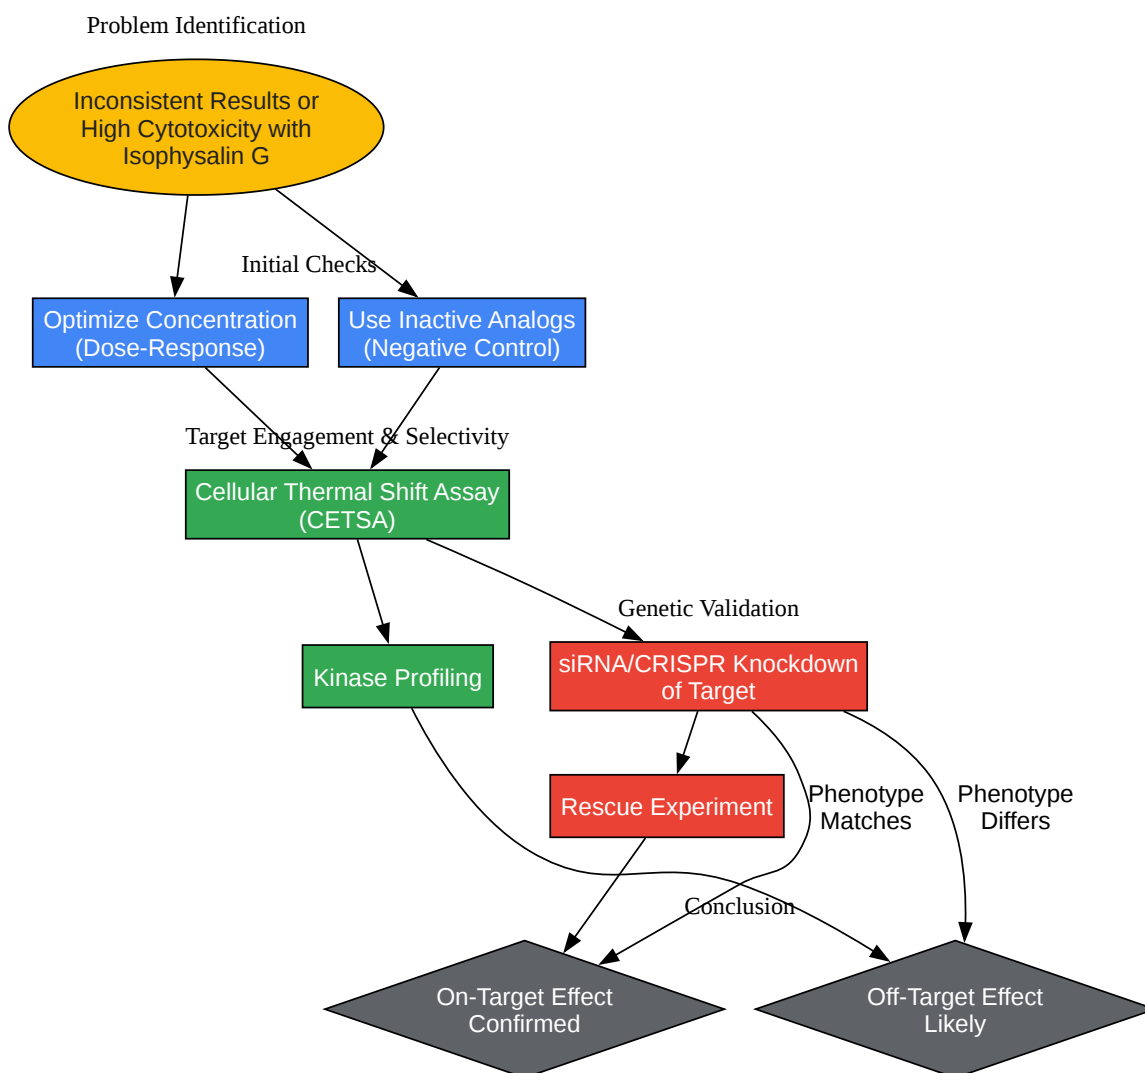 Problem Identification
Inconsistent Results or
High Cytotoxicity with
Isophysalin G
Initial Checks
Optimize Concentration
(Dose-Response)
Use Inactive Analogs
(Negative Control)
Target Engagement & Selectivity
Cellular Thermal Shift Assay
(CETSA)
Genetic Validation
Kinase Profiling
siRNA/CRISPR Knockdown
of Target
Rescue Experiment
Phenotype
Matches
Phenotype
Differs
Conclusion
On-Target Effect
Confirmed
Off-Target Effect
Likely